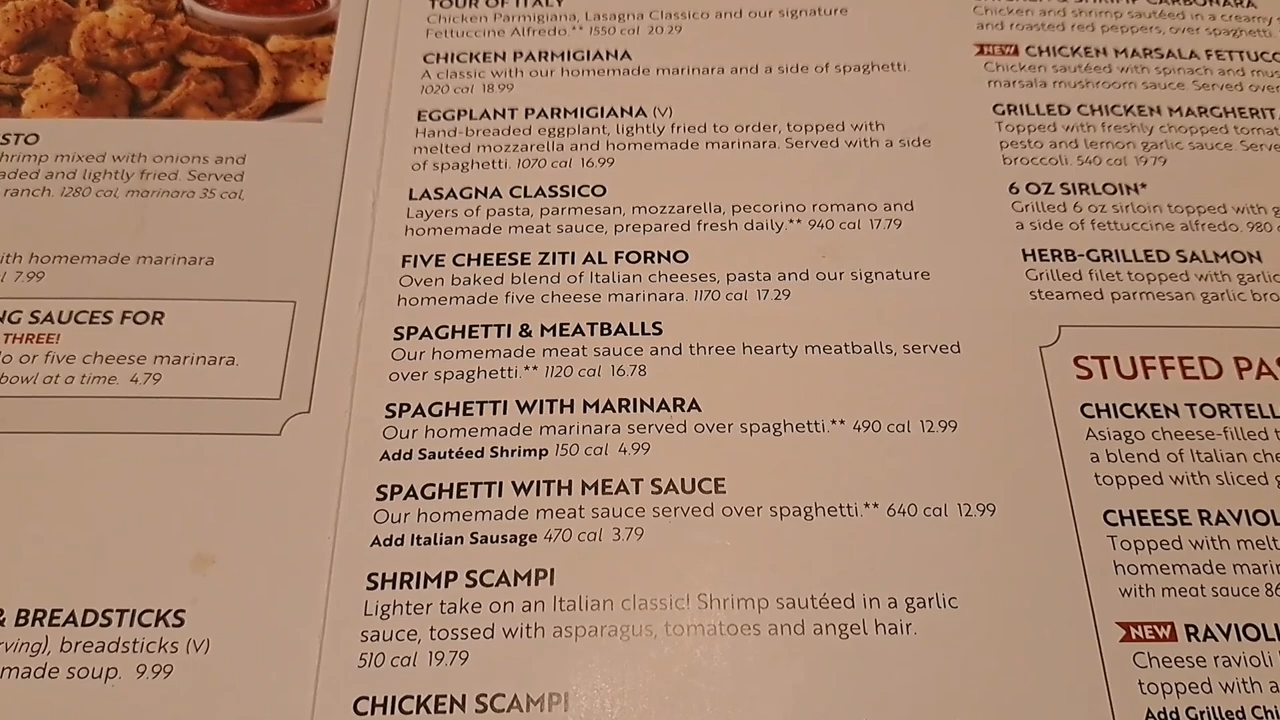 STO
hrimp mixed with onions and
aded and lightly fried. Served
ranch. 1280 cal, marinara 35 cal,
ith homemade marinara
l 7.99
NG SAUCES FOR
THREE!
lo or five cheese marinara.
bowl at a time. 4.79
& BREADSTICKS
rving), breadsticks (V)
made soup. 9.99
TOUR OF ITALY
Chicken Parmigiana, Lasagna Classico and our signature
Fettuccine Alfredo.** 1550 cal 20.29
CHICKEN PARMIGIANA
A classic with our homemade marinara and a side of spaghetti.
1020 cal 18.99
EGGPLANT PARMIGIANA (V)
Hand-breaded eggplant, lightly fried to order, topped with
melted mozzarella and homemade marinara. Served with a side
of spaghetti. 1070 cal 16.99
LASAGNA CLASSICO
Layers of pasta, parmesan, mozzarella, pecorino romano and
homemade meat sauce, prepared fresh daily.** 940 cal 17.79
FIVE CHEESE ZITI AL FORNO
Oven baked blend of Italian cheeses, pasta and our signature
homemade five cheese marinara. 1170 cal 17.29
SPAGHETTI & MEATBALLS
Our homemade meat sauce and three hearty meatballs, served
over spaghetti.** 1120 cal 16.78
SPAGHETTI WITH MARINARA
Our homemade marinara served over spaghetti.** 490 cal 12.99
Add Sautéed Shrimp 150 cal 4.99
SPAGHETTI WITH MEAT SAUCE
Our homemade meat sauce served over spaghetti.** 640 cal 12.99
Add Italian Sausage 470 cal 3.79
SHRIMP SCAMPI
Lighter take on an Italian classic! Shrimp sautéed in a garlic
sauce, tossed with asparagus, tomatoes and angel hair.
510 cal 19.79
CHICKEN SCAMPI
CARBONARA
Chicken and shrimp sautéed in a creamy
and roasted red peppers, over spaghetti.
NEW CHICKEN MARSALA FETTUCC
Chicken sautéed with spinach and mus
marsala mushroom sauce. Served over
GRILLED CHICKEN MARGHERIT
Topped with freshly chopped tomat
pesto and lemon garlic sauce. Serve
broccoli. 540 cal 19.79
6 OZ SIRLOIN*
Grilled 6 oz sirloin topped with g
a side of fettuccine alfredo. 980
HERB-GRILLED SALMON
Grilled filet topped with garlic
steamed parmesan garlic bro
STUFFED PAS
CHICKEN TORTELL
Asiago cheese-filled t
a blend of Italian che
topped with sliced g
CHEESE RAVIOL
Topped with melt
homemade marin
with meat sauce 86
NEW RAVIOLI
Cheese ravioli
topped with a
Add Grilled Chi